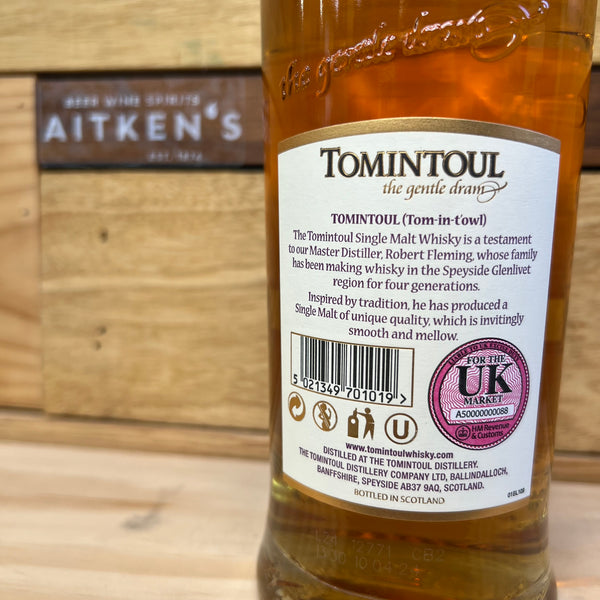 the gentle dram
BEER WINE SPIRITS
AITKEN'S
TOMINTOUL
the gentle dram
TOMINTOUL (Tom-in-t'owl)
The Tomintoul Single Malt Whisky is a testament
to our Master Distiller, Robert Fleming, whose family
has been making whisky in the Speyside Glenlivet
region for four generations.
Inspired by tradition, he has produced a
Single Malt of unique quality, which is invitingly
smooth and mellow.
5 021349 701019 >
FOR THE
UK
MARKET
A50000000088
HM Revenue
& Customs
U
www.tomintoulwhisky.com
DISTILLED AT THE TOMINTOUL DISTILLERY.
THE TOMINTOUL DISTILLERY COMPANY LTD, BALLINDALLOCH,
BANFFSHIRE, SPEYSIDE AB37 9AQ, SCOTLAND.
BOTTLED IN SCOTLAND